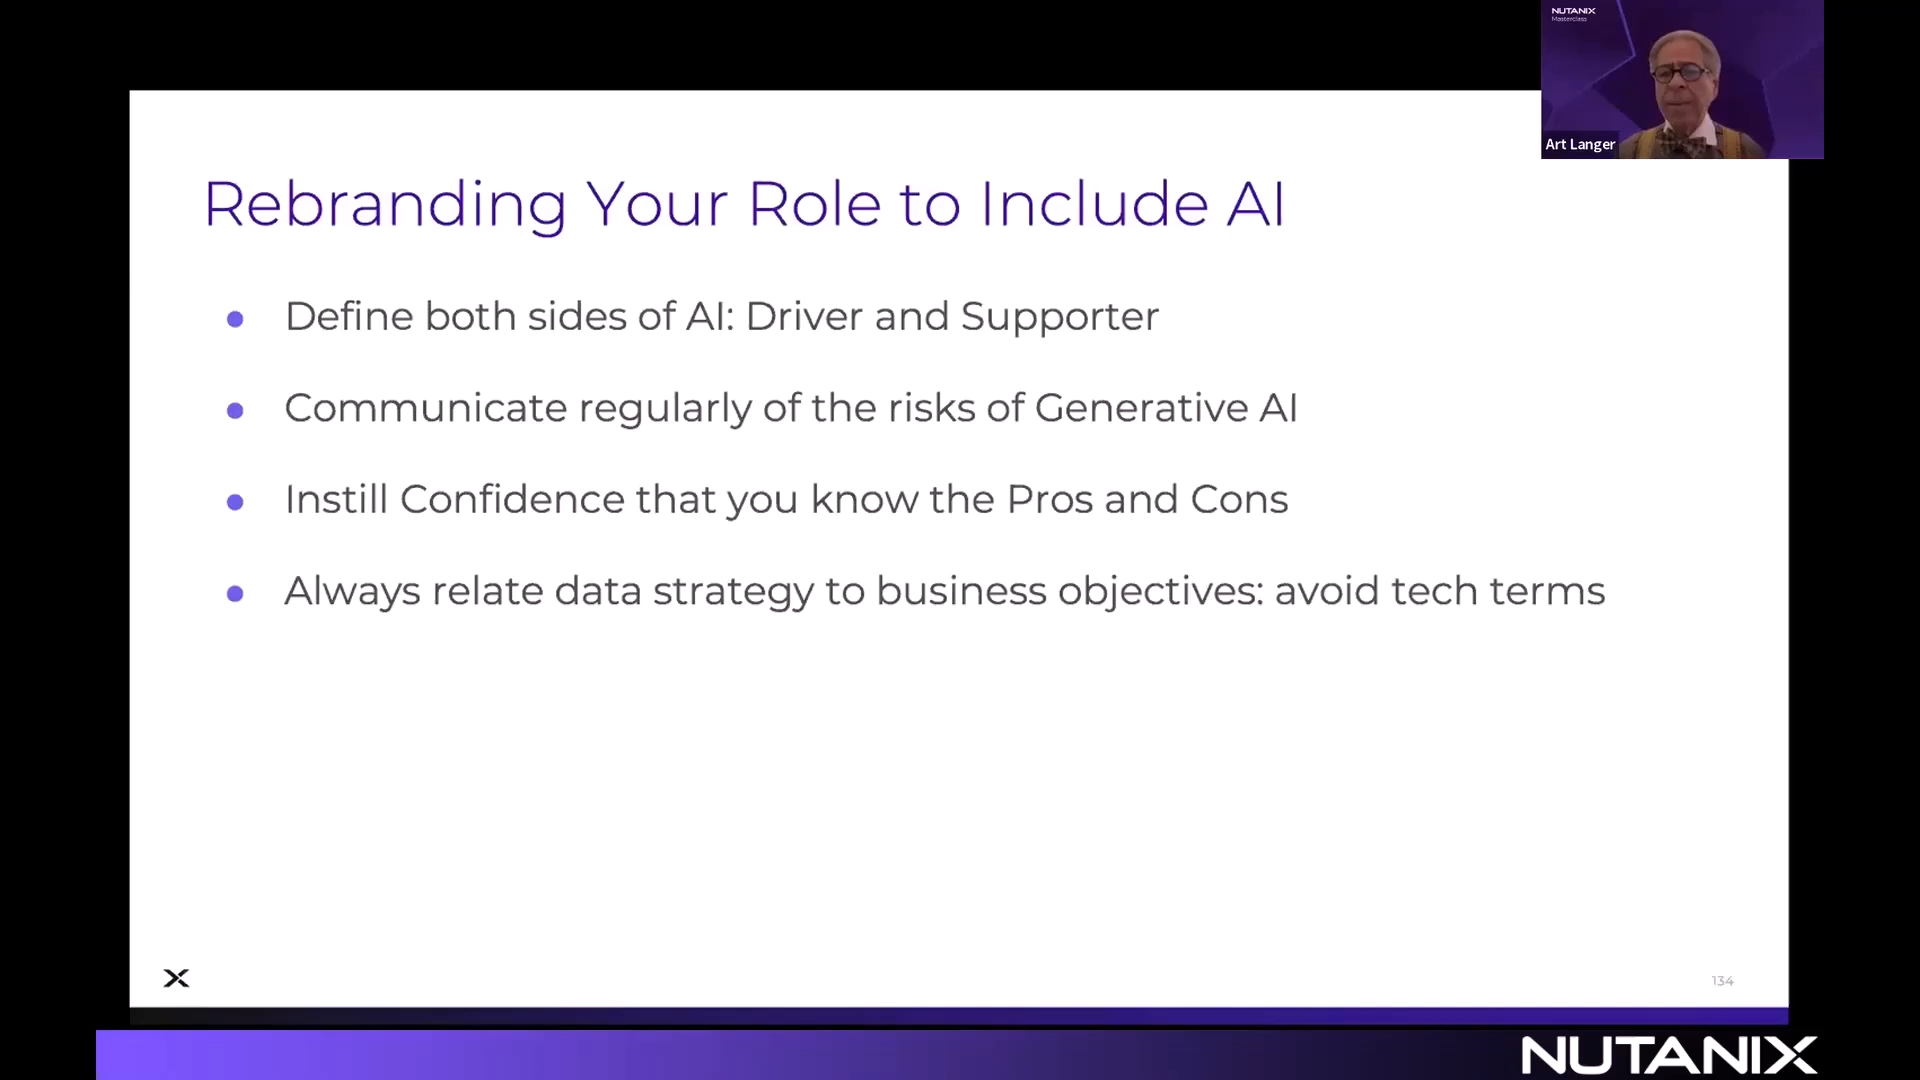 NUTANIX
Masterclass
Art Langer
Rebranding Your Role to Include AI
Define both sides of AI: Driver and Supporter
Communicate regularly of the risks of Generative AI
Instill Confidence that you know the Pros and Cons
Always relate data strategy to business objectives: avoid tech terms
134
NUTANIX